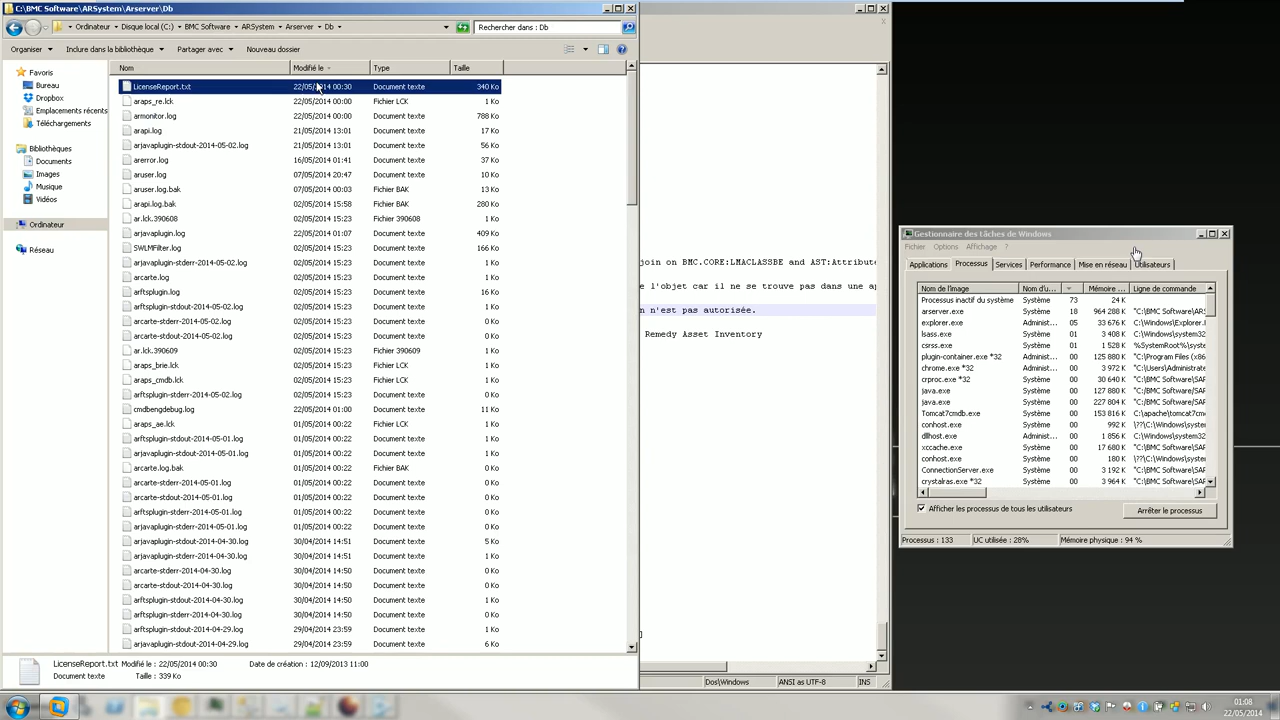 C:\BMC Software\ARSystem\Arserver\Db
Ordinateur Disque local (C:) BMC Software ARSystem Arserver Db
Rechercher dans : Db
Organiser Inclure dans la bibliothèque Partager avec Nouveau dossier
Favoris
Bureau
Dropbox
Emplacements récents
Téléchargements
Bibliothèques
Documents
Images
Musique
Vidéos
Ordinateur
Réseau
Nom Modifié le Type Taille
LicenseReport.txt 22/05/2014 00:30 Document texte 340 Ko
araps_re.lck 22/05/2014 00:00 Fichier LCK 1 Ko
armonitor.log 22/05/2014 00:00 Document texte 788 Ko
arapi.log 21/05/2014 13:01 Document texte 17 Ko
arjavaplugin-stdout-2014-05-02.log 21/05/2014 13:01 Document texte 56 Ko
arerror.log 16/05/2014 01:41 Document texte 37 Ko
aruser.log 07/05/2014 20:47 Document texte 10 Ko
aruser.log.bak 07/05/2014 00:03 Fichier BAK 13 Ko
arapi.log.bak 02/05/2014 15:58 Fichier BAK 280 Ko
ar.lck.390608 02/05/2014 15:23 Fichier 390608 1 Ko
arjavaplugin.log 02/05/2014 15:23 Document texte 409 Ko
SWLMFilter.log 02/05/2014 15:23 Document texte 166 Ko
arjavaplugin-stderr-2014-05-02.log 02/05/2014 15:23 Document texte 1 Ko
arcarte.log 02/05/2014 15:23 Document texte 1 Ko
arftsplugin.log 02/05/2014 15:23 Document texte 16 Ko
arftsplugin-stdout-2014-05-02.log 02/05/2014 15:23 Document texte 1 Ko
arcarte-stderr-2014-05-02.log 02/05/2014 15:23 Document texte 1 Ko
arcarte-stdout-2014-05-02.log 02/05/2014 15:23 Document texte 1 Ko
ar.lck.390609 02/05/2014 15:23 Fichier 390609 1 Ko
araps_brie.lck 02/05/2014 15:23 Fichier LCK 1 Ko
araps_cmdb.lck 02/05/2014 15:23 Fichier LCK 1 Ko
arftsplugin-stderr-2014-05-02.log 02/05/2014 15:23 Document texte 0 Ko
cmdbengdebug.log 22/05/2014 01:00 Document texte 11 Ko
araps_ae.lck 01/05/2014 00:22 Fichier LCK 1 Ko
arftsplugin-stdout-2014-05-01.log 01/05/2014 00:22 Document texte 1 Ko
arjavaplugin-stdout-2014-05-01.log 01/05/2014 00:22 Document texte 1 Ko
arcarte.log.bak 01/05/2014 00:22 Fichier BAK 0 Ko
arcarte-stderr-2014-05-01.log 01/05/2014 00:22 Document texte 0 Ko
arcarte-stdout-2014-05-01.log 01/05/2014 00:22 Document texte 0 Ko
arftsplugin-stderr-2014-05-01.log 01/05/2014 00:22 Document texte 0 Ko
arjavaplugin-stderr-2014-05-01.log 01/05/2014 00:22 Document texte 0 Ko
arjavaplugin-stdout-2014-04-30.log 30/04/2014 14:51 Document texte 5 Ko
arjavaplugin-stderr-2014-04-30.log 30/04/2014 14:51 Document texte 0 Ko
arcarte-stderr-2014-04-30.log 30/04/2014 14:50 Document texte 0 Ko
arcarte-stdout-2014-04-30.log 30/04/2014 14:50 Document texte 0 Ko
arftsplugin-stdout-2014-04-30.log 30/04/2014 14:50 Document texte 1 Ko
arftsplugin-stderr-2014-04-30.log 30/04/2014 14:50 Document texte 0 Ko
arftsplugin-stdout-2014-04-29.log 29/04/2014 23:59 Document texte 1 Ko
arjavaplugin-stdout-2014-04-29.log 29/04/2014 23:59 Document texte 6 Ko
LicenseReport.txt Modifié le : 22/05/2014 00:30 Date de création : 12/09/2013 11:00
Document texte Taille : 339 Ko
join on BMC.CORE:LMACLASSBE and AST:Attribute
e l'objet car il ne se trouve pas dans une ap
n n'est pas autorisée.
Remedy Asset Inventory
Dos\Windows ANSI as UTF-8 INS
Gestionnaire des tâches de Windows
Fichier Options Affichage ?
Applications Processus Services Performance Mise en réseau Utilisateurs
Nom de l'image Nom d'u... Mémoire ... Ligne de commande
Processus inactif du système Système 73 24 K
arserver.exe Système 18 964 288 K "C:\BMC Software\AR!
explorer.exe Administ... 05 33 676 K C:\Windows\Explorer.I
lsass.exe Système 01 3 408 K C:\Windows\system32
csrss.exe Système 01 1 528 K %SystemRoot%\syste
plugin-container.exe *32 Administ... 00 125 880 K "C:\Program Files (x86
chrome.exe *32 Administ... 00 3 972 K "C:\Users\Administrate
crproc.exe *32 Système 00 30 640 K "C:\BMC Software/SAF
java.exe Système 00 127 880 K "C:\BMC Software/SAF
java.exe Système 00 227 804 K "C:\BMC Software/SAF
Tomcat7cmdb.exe Système 00 153 816 K C:\apache\tomcat7cm
conhost.exe Système 00 992 K \??\C:\Windows\syste
dllhost.exe Administ... 00 1 856 K C:\Windows\system32
xccache.exe Système 00 17 680 K "C:\BMC Software/SAF
conhost.exe Système 00 180 K \??\C:\Windows\syste
ConnectionServer.exe Système 00 3 192 K "C:\BMC Software/SAF
crystalras.exe *32 Système 00 3 964 K "C:\BMC Software/SAF
Afficher les processus de tous les utilisateurs Arrêter le processus
Processus : 133 UC utilisée : 28% Mémoire physique : 94 %
01:08
22/05/2014